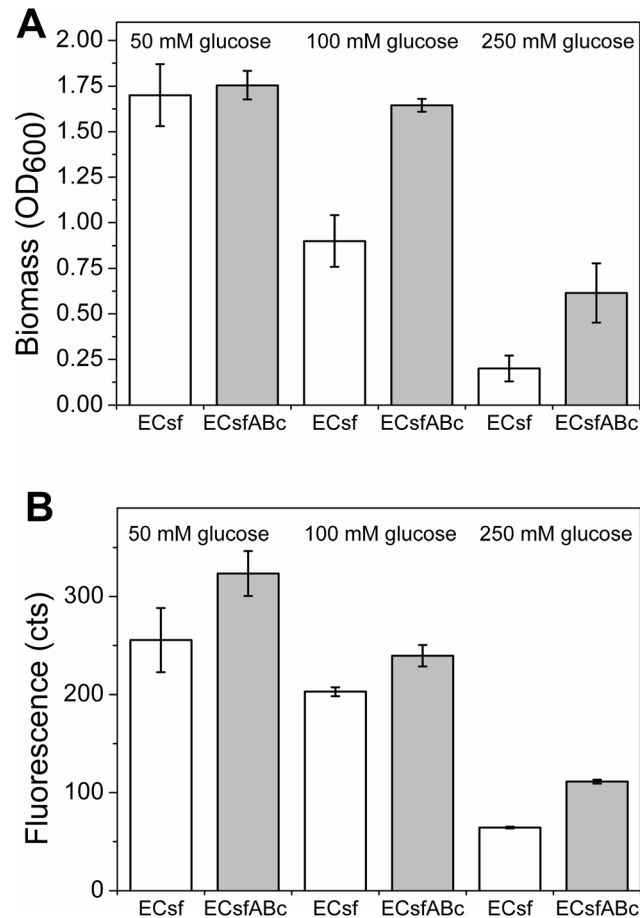 A
50 mM glucose 100 mM glucose 250 mM glucose
2.00
1.75
1.50
1.25
1.00
0.75
0.50
0.25
0.00
Biomass (OD600)
ECsf ECsfABc ECsf ECsfABc ECsf ECsfABc
B
50 mM glucose 100 mM glucose 250 mM glucose
300
200
100
0
Fluorescence (cts)
ECsf ECsfABc ECsf ECsfABc ECsf ECsfABc